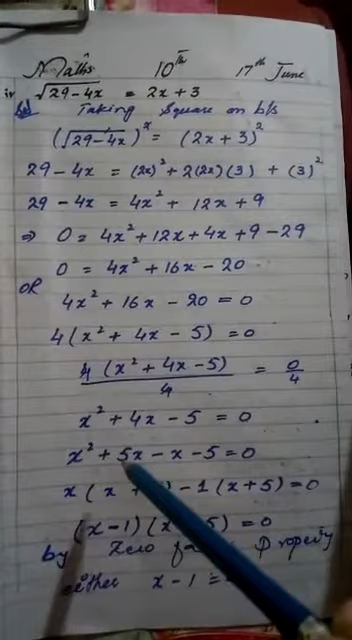 Maths 10th 17th June
iv √29-4x = 2x+3
Sol Taking Square on b/s
(√29-4x)² = (2x+3)²
29-4x = (2x)²+2(2x)(3) + (3)²
29-4x = 4x²+ 12x+9
⇒ 0 = 4x²+12x+4x+9-29
0 = 4x²+16x-20
OR
4x²+16x-20=0
4(x²+ 4x-5)=0
4(x²+4x-5)/4 = 0/4
x²+4x-5=0
x²+5x-x-5=0
x(x + ) -1(x+5)=0
(x-1)(x 5) =0
by Zero Property
either x-1=